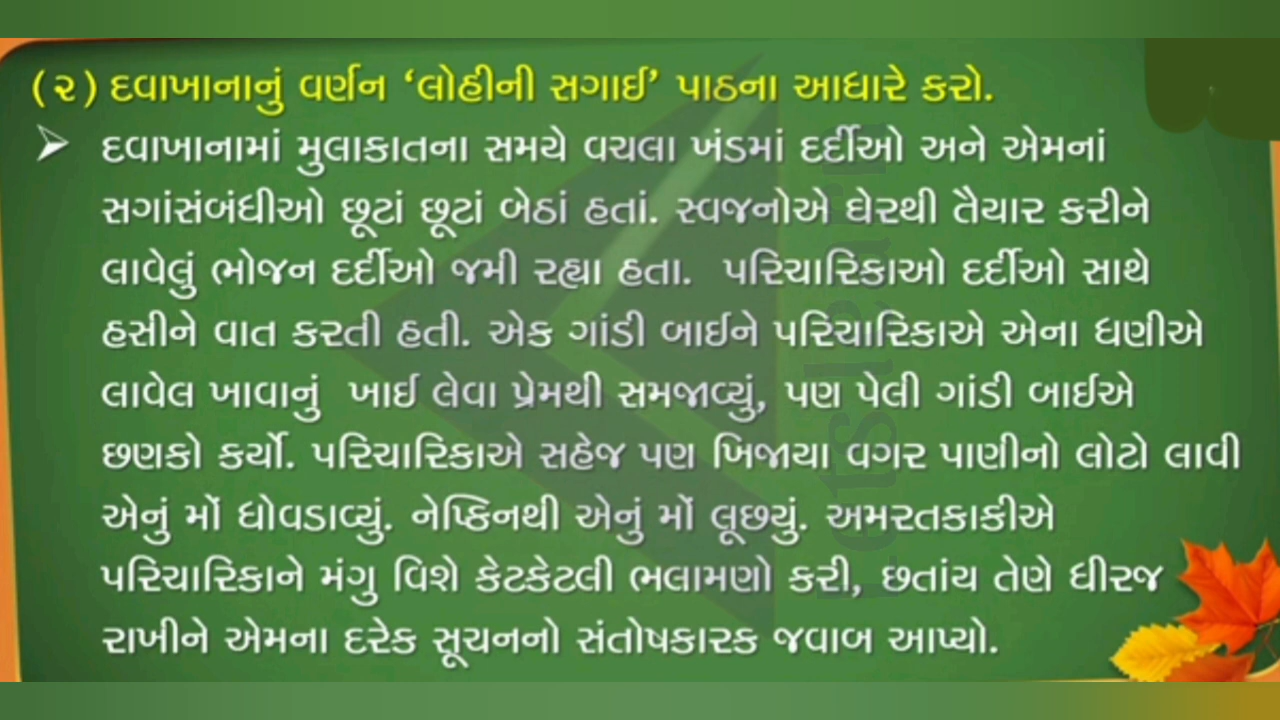 (૨) દવાખાનાનું વર્ણન ‘લોહીની સગાઈ’ પાઠના આધારે કરો.
➢ દવાખાનામાં મુલાકાતના સમયે વચલા ખંડમાં દર્દીઓ અને એમનાં
સગાંસંબંધીઓ છૂટાં છૂટાં બેઠાં હતાં. સ્વજનોએ ઘેરથી તૈયાર કરીને
લાવેલું ભોજન દર્દીઓ જમી રહ્યા હતા. પરિચારિકાઓ દર્દીઓ સાથે
હસીને વાત કરતી હતી. એક ગાંડી બાઈને પરિચારિકાએ એના ધણીએ
લાવેલ ખાવાનું ખાઈ લેવા પ્રેમથી સમજાવ્યું, પણ પેલી ગાંડી બાઈએ
છણકો કર્યો. પરિચારિકાએ સહેજ પણ ખિજાયા વગર પાણીનો લોટો લાવી
એનું મોં ધોવડાવ્યું. નેપ્કિનથી એનું મોં લૂછયું. અમરતકાકીએ
પરિચારિકાને મંગુ વિશે કેટકેટલી ભલામણો કરી, છતાંય તેણે ધીરજ
રાખીને એમના દરેક સૂચનનો સંતોષકારક જવાબ આપ્યો.